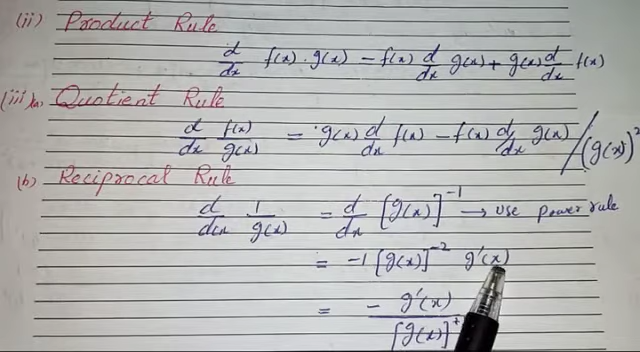 (ii) Product Rule
d/dx f(x)·g(x) – f(x) d/dx g(x) + g(x) d/dx f(x)
(iii)(a) Quotient Rule
d/dx f(x)/g(x) = g(x) d/dx f(x) – f(x) d/dx g(x) / (g(x))²
(b) Reciprocal Rule
d/dx 1/g(x) = d/dx [g(x)]⁻¹ → use power rule
= -1 [g(x)]⁻² g'(x)
= - g'(x) / [g(x)]